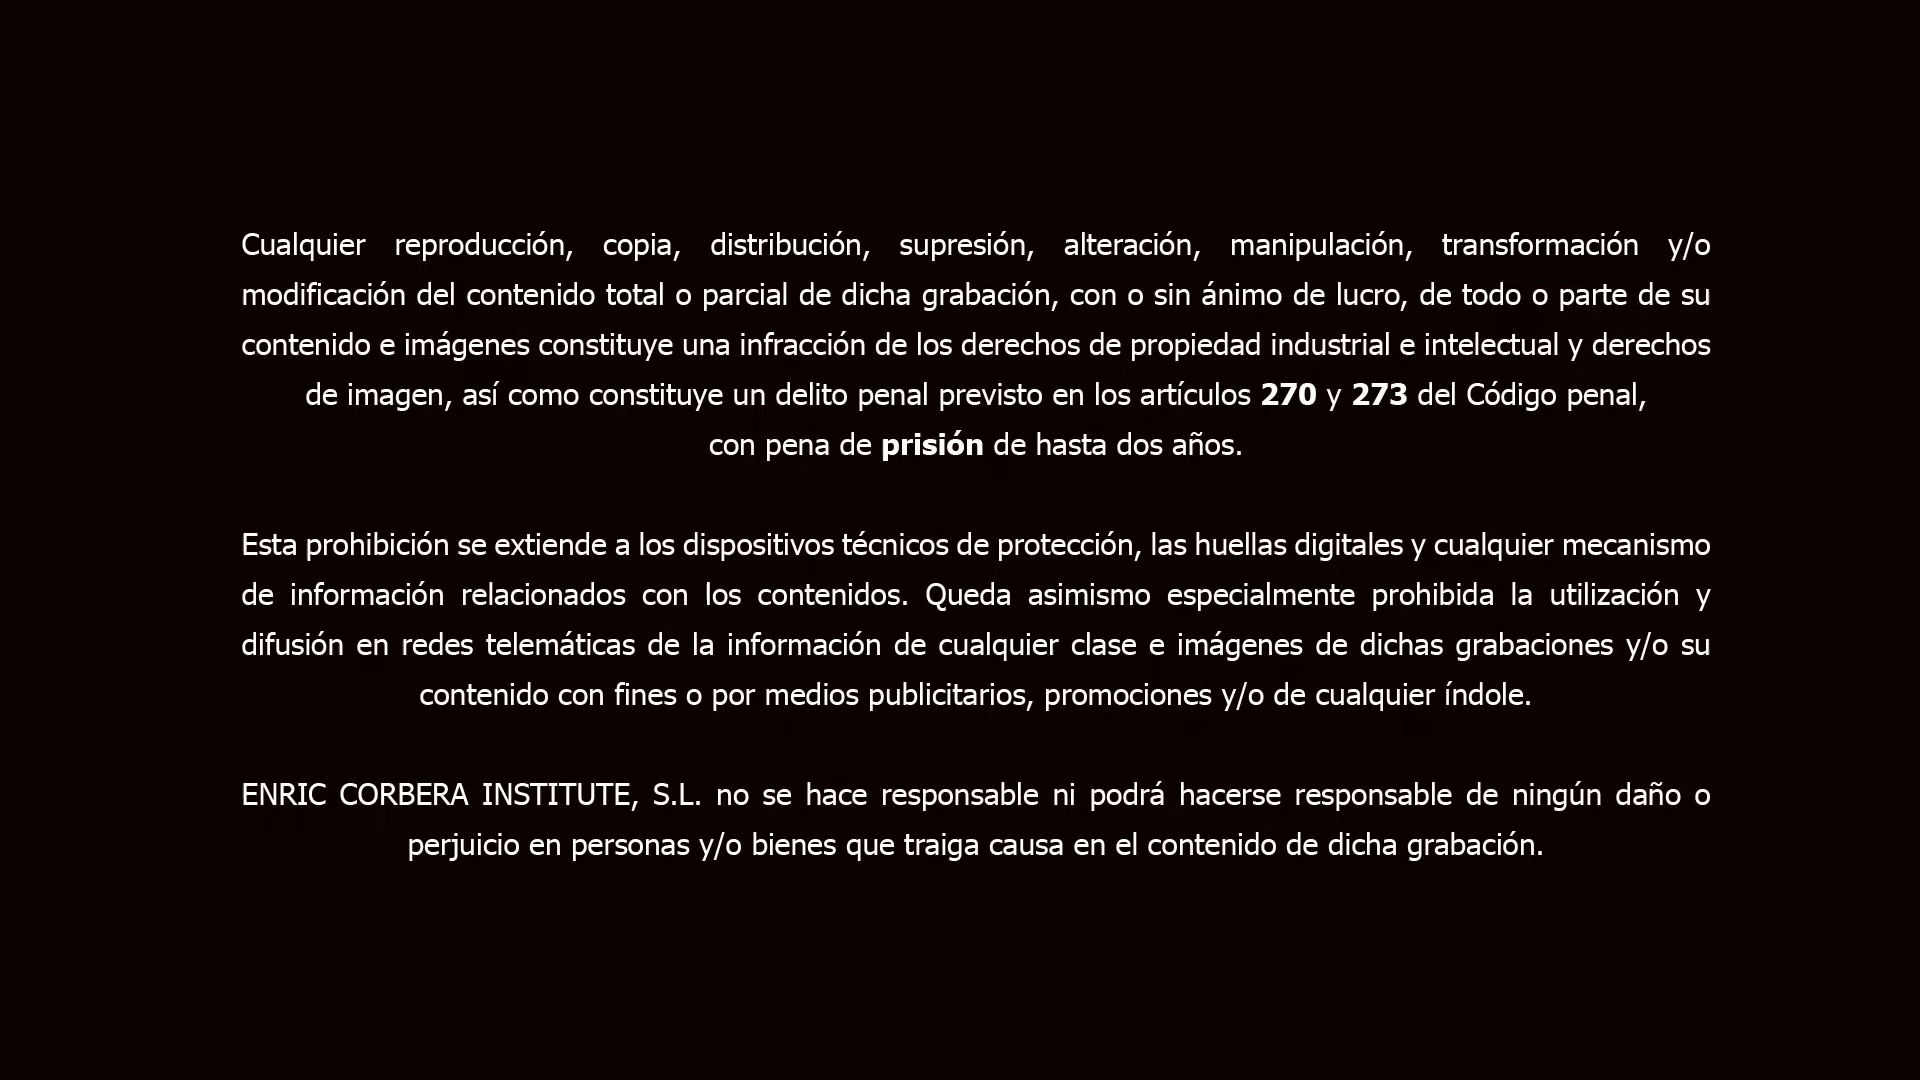 Cualquier reproducción, copia, distribución, supresión, alteración, manipulación, transformación y/o
modificación del contenido total o parcial de dicha grabación, con o sin ánimo de lucro, de todo o parte de su
contenido e imágenes constituye una infracción de los derechos de propiedad industrial e intelectual y derechos
de imagen, así como constituye un delito penal previsto en los artículos 270 y 273 del Código penal,
con pena de prisión de hasta dos años.
Esta prohibición se extiende a los dispositivos técnicos de protección, las huellas digitales y cualquier mecanismo
de información relacionados con los contenidos. Queda asimismo especialmente prohibida la utilización y
difusión en redes telemáticas de la información de cualquier clase e imágenes de dichas grabaciones y/o su
contenido con fines o por medios publicitarios, promociones y/o de cualquier índole.
ENRIC CORBERA INSTITUTE, S.L. no se hace responsable ni podrá hacerse responsable de ningún daño o
perjuicio en personas y/o bienes que traiga causa en el contenido de dicha grabación.